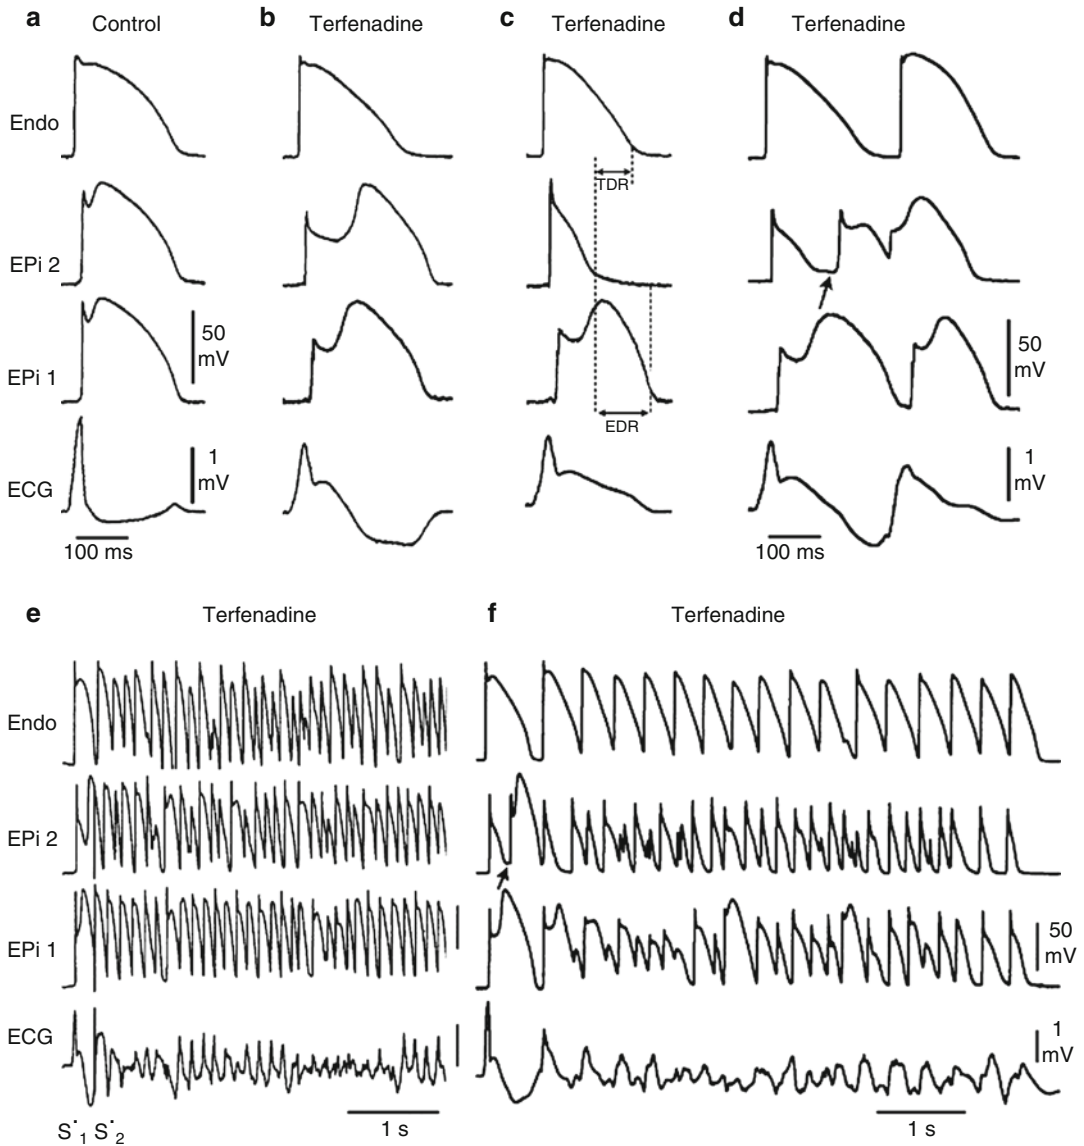 a Control b Terfenadine c Terfenadine d Terfenadine
Endo
TDR
EPi 2
50
mV
50
mV
EPi 1
EDR
1
mV
1
mV
ECG
100 ms
100 ms
e Terfenadine f Terfenadine
Endo
EPi 2
EPi 1
50
mV
ECG
1
mV
S·1 S·2
1 s
1 s